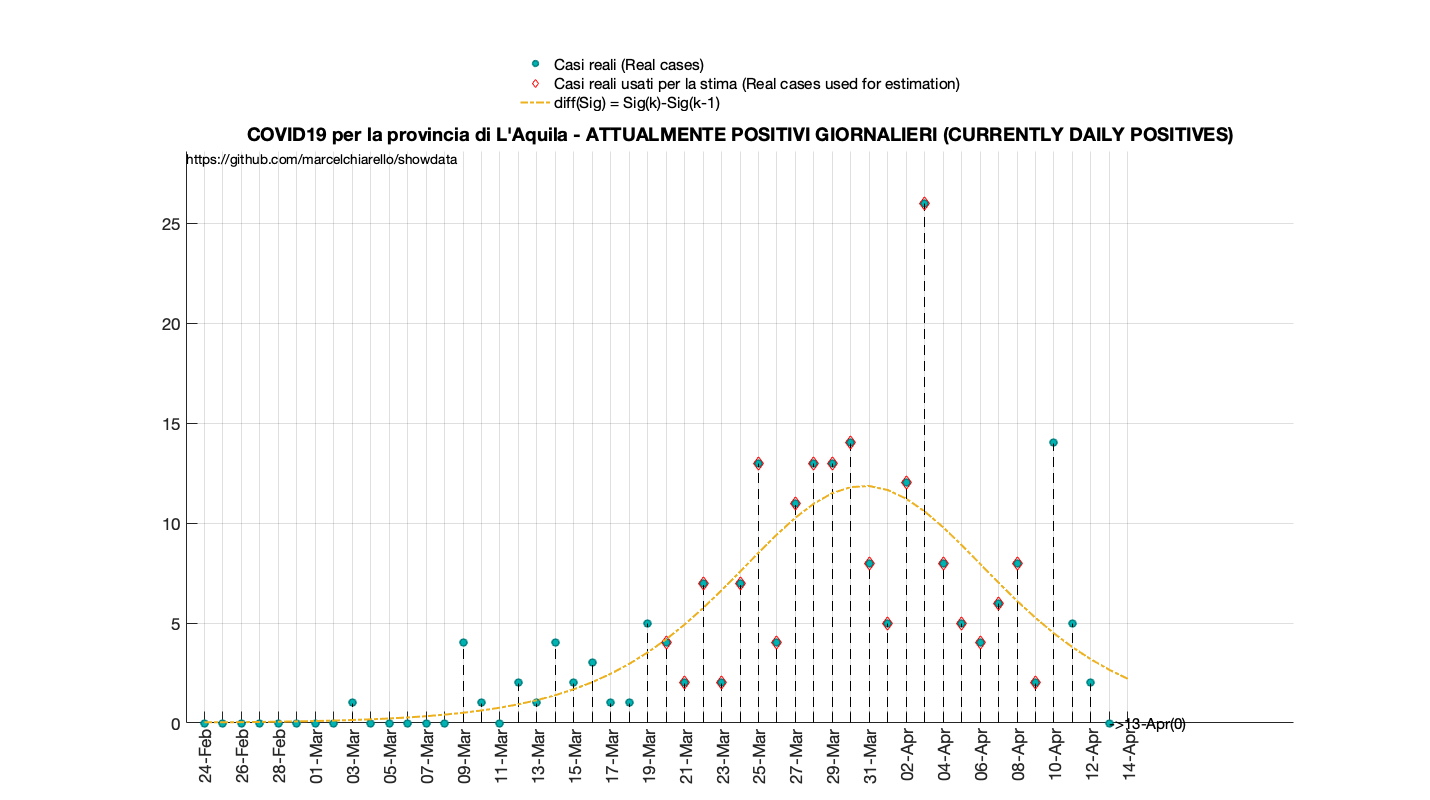 Casi reali (Real cases)
Casi reali usati per la stima (Real cases used for estimation)
diff(Sig) = Sig(k)-Sig(k-1)
COVID19 per la provincia di L'Aquila - ATTUALMENTE POSITIVI GIORNALIERI (CURRENTLY DAILY POSITIVES)
https://github.com/marcelchiarello/showdata
25
20
15
10
5
0
->13-Apr(0)
24-Feb
26-Feb
28-Feb
01-Mar
03-Mar
05-Mar
07-Mar
09-Mar
11-Mar
13-Mar
15-Mar
17-Mar
19-Mar
21-Mar
23-Mar
25-Mar
27-Mar
29-Mar
31-Mar
02-Apr
04-Apr
06-Apr
08-Apr
10-Apr
12-Apr
14-Apr